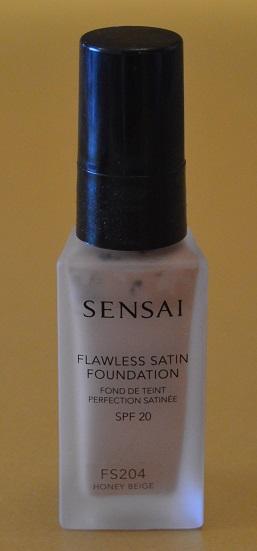 SENSAI
FLAWLESS SATIN
FOUNDATION
FOND DE TEINT
PERFECTION SATINÉE
SPF 20
FS204
HONEY BEIGE